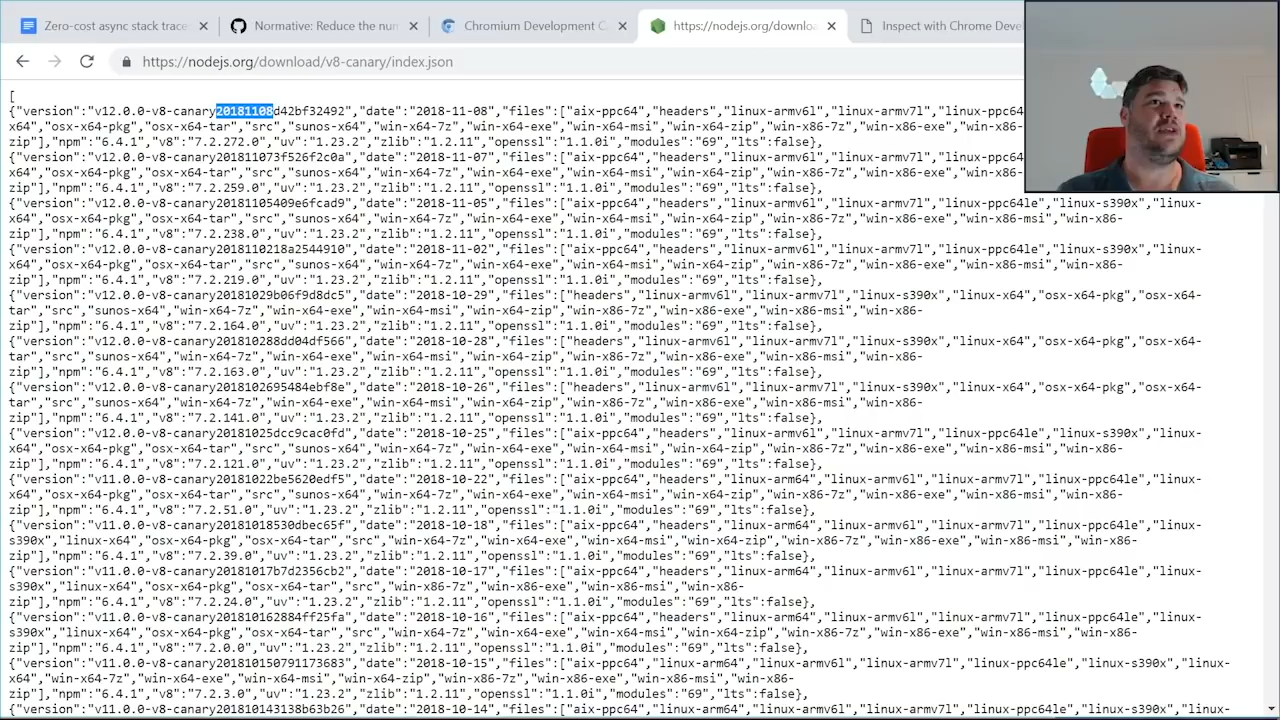 Zero-cost async stack trace
Normative: Reduce the num
Chromium Development C
https://nodejs.org/downloa
Inspect with Chrome Deve
https://nodejs.org/download/v8-canary/index.json
[
{"version":"v12.0.0-v8-canary20181108d42bf32492","date":"2018-11-08","files":["aix-ppc64","headers","linux-armv6l","linux-armv7l","linux-ppc
x64","osx-x64-pkg","osx-x64-tar","src","sunos-x64","win-x64-7z","win-x64-exe","win-x64-msi","win-x64-zip","win-x86-7z","win-x86-exe","win-x86-
zip"],"npm":"6.4.1","v8":"7.2.272.0","uv":"1.23.2","zlib":"1.2.11","openssl":"1.1.0i","modules":"69","lts":false},
{"version":"v12.0.0-v8-canary201811073f526f2c0a","date":"2018-11-07","files":["aix-ppc64","headers","linux-armv6l","linux-armv7l","linux-ppc
x64","osx-x64-pkg","osx-x64-tar","src","sunos-x64","win-x64-7z","win-x64-exe","win-x64-msi","win-x64-zip","win-x86-7z","win-x86-exe","win-x86-
zip"],"npm":"6.4.1","v8":"7.2.259.0","uv":"1.23.2","zlib":"1.2.11","openssl":"1.1.0i","modules":"69","lts":false},
{"version":"v12.0.0-v8-canary20181105409e6fcad9","date":"2018-11-05","files":["aix-ppc64","headers","linux-armv6l","linux-armv7l","linux-ppc64le","linux-s390x","linux-
x64","osx-x64-pkg","osx-x64-tar","src","sunos-x64","win-x64-7z","win-x64-exe","win-x64-msi","win-x64-zip","win-x86-7z","win-x86-exe","win-x86-msi","win-x86-
zip"],"npm":"6.4.1","v8":"7.2.238.0","uv":"1.23.2","zlib":"1.2.11","openssl":"1.1.0i","modules":"69","lts":false},
{"version":"v12.0.0-v8-canary2018110218a2544910","date":"2018-11-02","files":["aix-ppc64","headers","linux-armv6l","linux-armv7l","linux-ppc64le","linux-s390x","linux-
x64","osx-x64-pkg","osx-x64-tar","src","sunos-x64","win-x64-7z","win-x64-exe","win-x64-msi","win-x64-zip","win-x86-7z","win-x86-exe","win-x86-msi","win-x86-
zip"],"npm":"6.4.1","v8":"7.2.219.0","uv":"1.23.2","zlib":"1.2.11","openssl":"1.1.0i","modules":"69","lts":false},
{"version":"v12.0.0-v8-canary20181029b06f9d8dc5","date":"2018-10-29","files":["headers","linux-armv6l","linux-armv7l","linux-s390x","linux-x64","osx-x64-pkg","osx-x64-
tar","src","sunos-x64","win-x64-7z","win-x64-exe","win-x64-msi","win-x64-zip","win-x86-7z","win-x86-exe","win-x86-msi","win-x86-
zip"],"npm":"6.4.1","v8":"7.2.164.0","uv":"1.23.2","zlib":"1.2.11","openssl":"1.1.0i","modules":"69","lts":false},
{"version":"v12.0.0-v8-canary201810288dd04df566","date":"2018-10-28","files":["headers","linux-armv6l","linux-armv7l","linux-s390x","linux-x64","osx-x64-pkg","osx-x64-
tar","src","sunos-x64","win-x64-7z","win-x64-exe","win-x64-msi","win-x64-zip","win-x86-7z","win-x86-exe","win-x86-msi","win-x86-
zip"],"npm":"6.4.1","v8":"7.2.163.0","uv":"1.23.2","zlib":"1.2.11","openssl":"1.1.0i","modules":"69","lts":false},
{"version":"v12.0.0-v8-canary2018102695484ebf8e","date":"2018-10-26","files":["headers","linux-armv6l","linux-armv7l","linux-s390x","linux-x64","osx-x64-pkg","osx-x64-
tar","src","sunos-x64","win-x64-7z","win-x64-exe","win-x64-msi","win-x64-zip","win-x86-7z","win-x86-exe","win-x86-msi","win-x86-
zip"],"npm":"6.4.1","v8":"7.2.141.0","uv":"1.23.2","zlib":"1.2.11","openssl":"1.1.0i","modules":"69","lts":false},
{"version":"v12.0.0-v8-canary20181025dcc9cac0fd","date":"2018-10-25","files":["aix-ppc64","headers","linux-armv6l","linux-armv7l","linux-ppc64le","linux-s390x","linux-
x64","osx-x64-pkg","osx-x64-tar","src","sunos-x64","win-x64-7z","win-x64-exe","win-x64-msi","win-x64-zip","win-x86-7z","win-x86-exe","win-x86-msi","win-x86-
zip"],"npm":"6.4.1","v8":"7.2.121.0","uv":"1.23.2","zlib":"1.2.11","openssl":"1.1.0i","modules":"69","lts":false},
{"version":"v11.0.0-v8-canary20181022be5620edf5","date":"2018-10-22","files":["aix-ppc64","headers","linux-armv6l","linux-armv7l","linux-ppc64le","linux-s390x","linux-
x64","osx-x64-pkg","osx-x64-tar","src","sunos-x64","win-x64-7z","win-x64-exe","win-x64-msi","win-x64-zip","win-x86-7z","win-x86-exe","win-x86-msi","win-x86-
zip"],"npm":"6.4.1","v8":"7.2.51.0","uv":"1.23.2","zlib":"1.2.11","openssl":"1.1.0i","modules":"69","lts":false},
{"version":"v11.0.0-v8-canary20181018530dbec65f","date":"2018-10-18","files":["aix-ppc64","headers","linux-arm64","linux-armv6l","linux-armv7l","linux-ppc64le","linux-
s390x","linux-x64","osx-x64-pkg","osx-x64-tar","src","win-x64-7z","win-x64-exe","win-x64-msi","win-x64-zip","win-x86-7z","win-x86-exe","win-x86-msi","win-x86-
zip"],"npm":"6.4.1","v8":"7.2.39.0","uv":"1.23.2","zlib":"1.2.11","openssl":"1.1.0i","modules":"69","lts":false},
{"version":"v11.0.0-v8-canary20181017b7d2356cb2","date":"2018-10-17","files":["aix-ppc64","headers","linux-arm64","linux-armv6l","linux-armv7l","linux-ppc64le","linux-
s390x","linux-x64","osx-x64-pkg","osx-x64-tar","src","win-x86-7z","win-x86-exe","win-x86-msi","win-x86-
zip"],"npm":"6.4.1","v8":"7.2.24.0","uv":"1.23.2","zlib":"1.2.11","openssl":"1.1.0i","modules":"69","lts":false},
{"version":"v11.0.0-v8-canary201810162884ff25fa","date":"2018-10-16","files":["aix-ppc64","headers","linux-arm64","linux-armv6l","linux-armv7l","linux-ppc64le","linux-
s390x","linux-x64","osx-x64-pkg","osx-x64-tar","src","win-x64-7z","win-x64-exe","win-x64-msi","win-x64-zip","win-x86-7z","win-x86-exe","win-x86-msi","win-x86-
zip"],"npm":"6.4.1","v8":"7.2.0.0","uv":"1.23.2","zlib":"1.2.11","openssl":"1.1.0i","modules":"69","lts":false},
{"version":"v11.0.0-v8-canary201810150791173683","date":"2018-10-15","files":["aix-ppc64","linux-arm64","linux-armv6l","linux-armv7l","linux-ppc64le","linux-s390x","linux-
x64","win-x64-7z","win-x64-exe","win-x64-msi","win-x64-zip","win-x86-7z","win-x86-exe","win-x86-msi","win-x86-
zip"],"npm":"6.4.1","v8":"7.2.3.0","uv":"1.23.2","zlib":"1.2.11","openssl":"1.1.0i","modules":"69","lts":false},
{"version":"v11.0.0-v8-canary201810143138b63b26","date":"2018-10-14","files":["aix-ppc64","linux-arm64","linux-armv6l","linux-armv7l","linux-ppc64le","linux-s390x","linux-